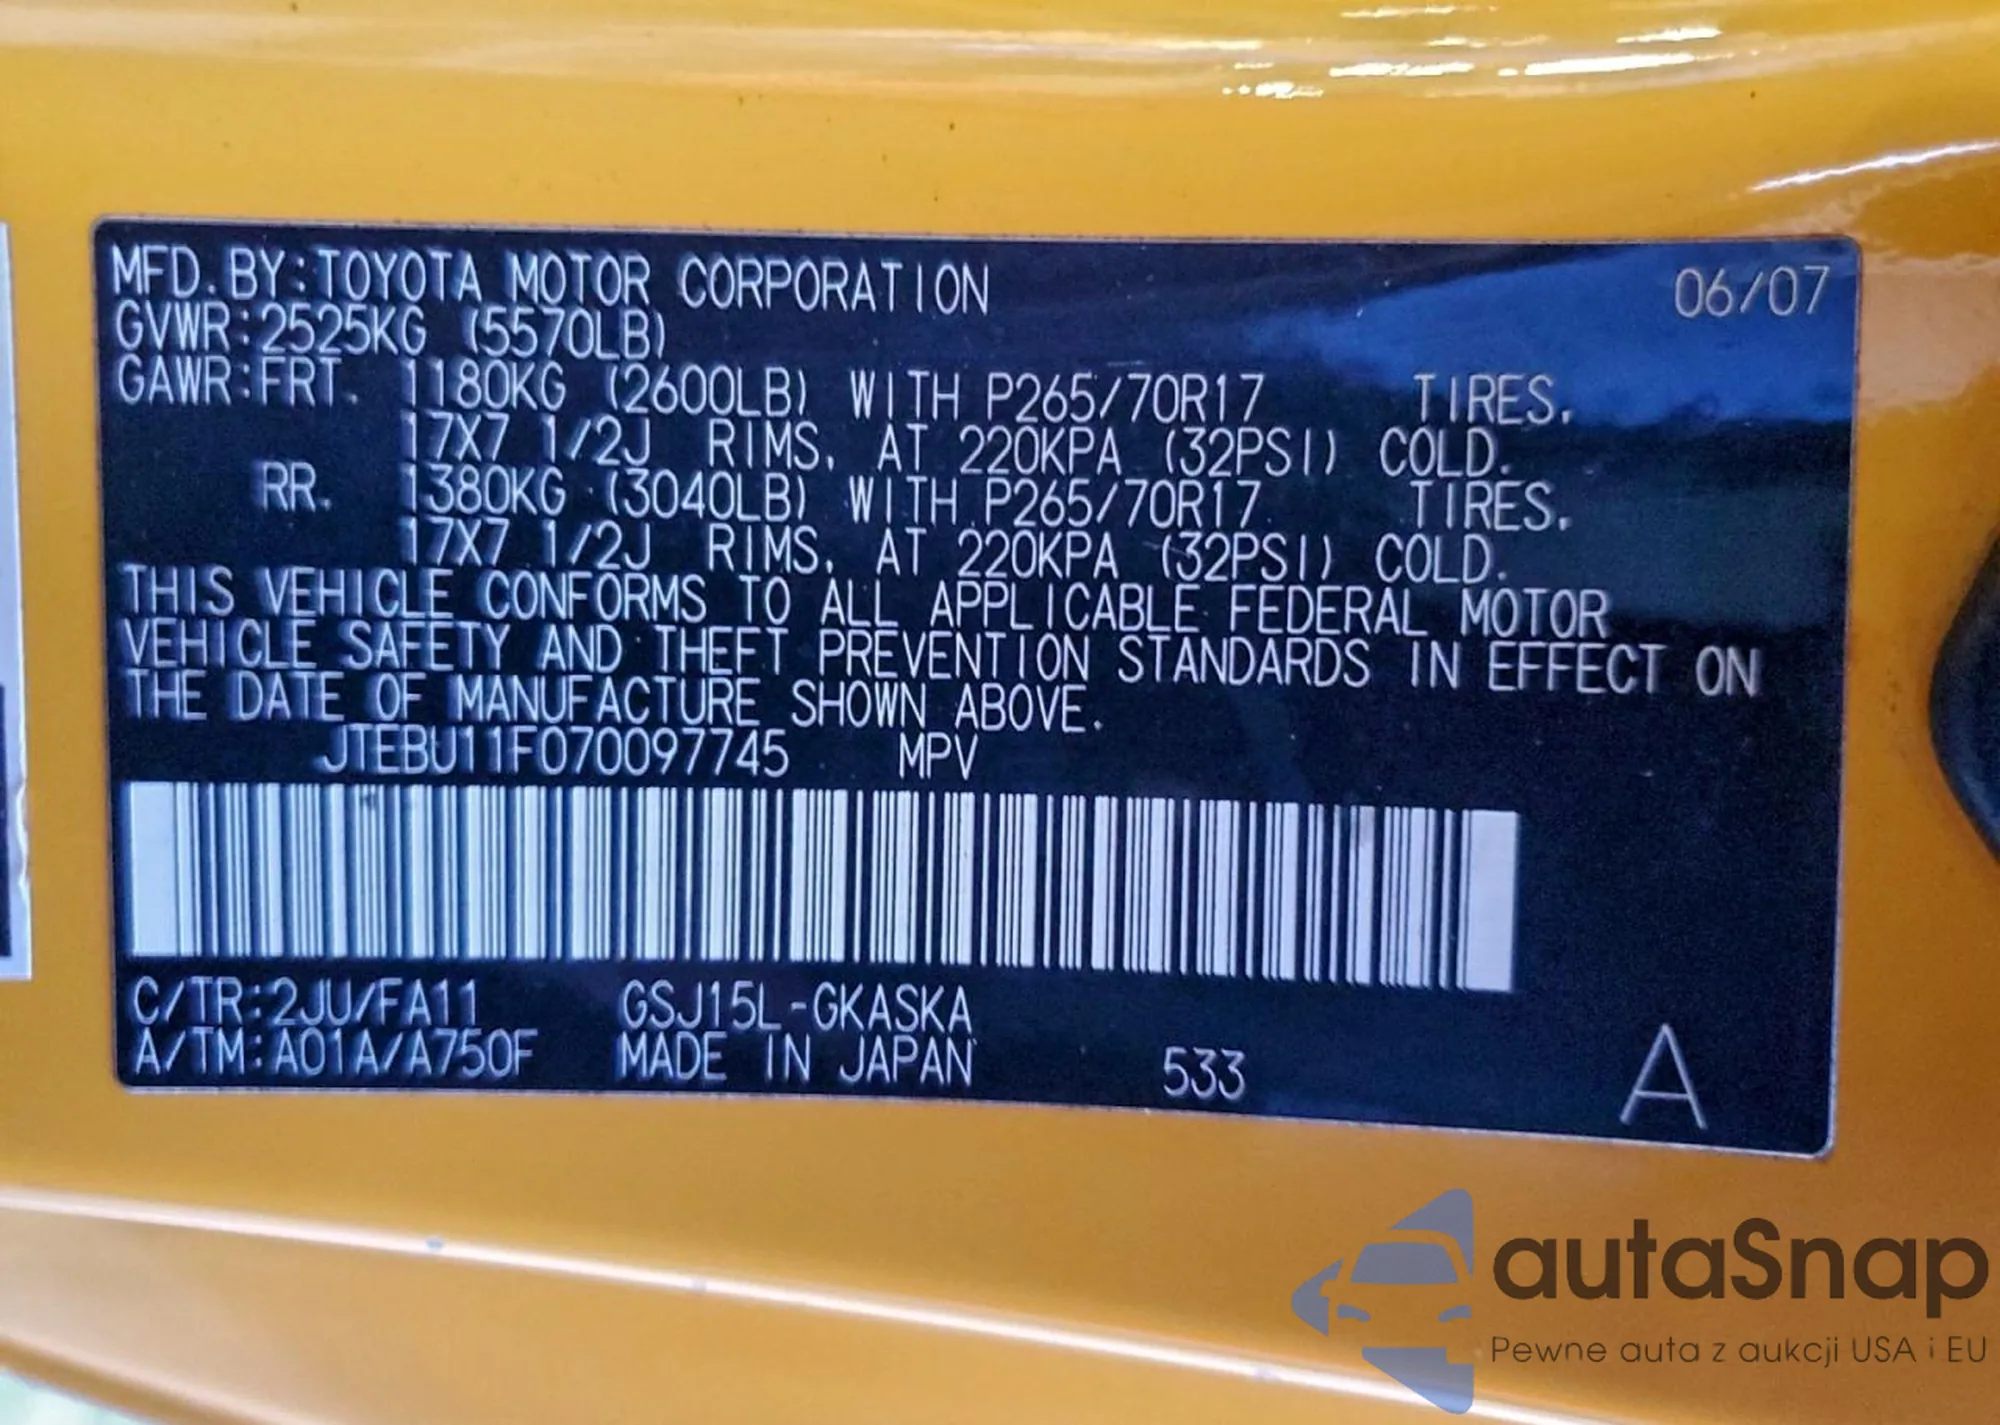 MFD. BY:TOYOTA MOTOR CORPORATION 06/07
GVWR:2525KG (5570LB)
GAWR:FRT. 1180KG (2600LB) WITH P265/70R17 TIRES.
17X7 1/2J RIMS, AT 220KPA (32PSI) COLD.
RR. 1380KG (3040LB) WITH P265/70R17 TIRES.
17X7 1/2J RIMS, AT 220KPA (32PSI) COLD.
THIS VEHICLE CONFORMS TO ALL APPLICABLE FEDERAL MOTOR
VEHICLE SAFETY AND THEFT PREVENTION STANDARDS IN EFFECT ON
THE DATE OF MANUFACTURE SHOWN ABOVE.
JTEBU11F070097745 MPV
C/TR:2JU/FA11 GSJ15L-GKASKA
A/TM:A01A/A750F MADE IN JAPAN 533 A
autaSnap
Pewne auta z aukcji USA i EU